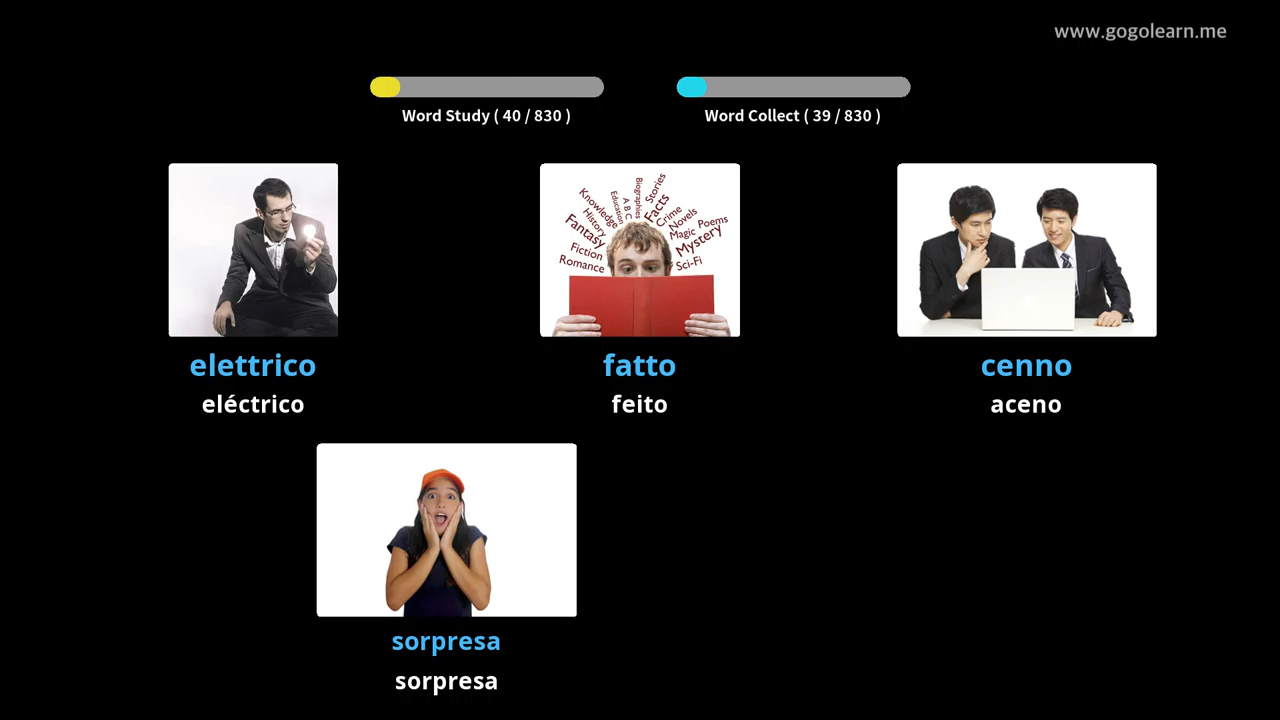 www.gogolearn.me
Word Study ( 40 / 830 )
Word Collect ( 39 / 830 )
Knowledge
Education
A B C
Biographies
Stories
Facts
History
Crime
Novels
Fantasy
Magic
Poems
Mystery
Fiction
Romance
Sci-Fi
elettrico
fatto
cenno
eléctrico
feito
aceno
sorpresa
sorpresa